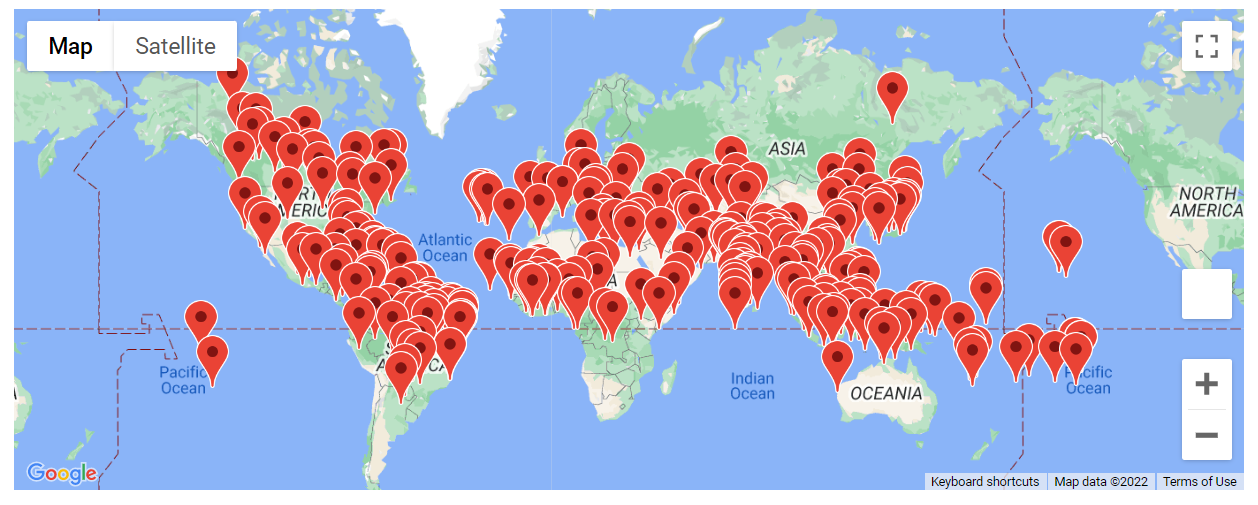 Map
Satellite
ASIA
NORTH
AMERICA
Atlantic
Ocean
Pacific
Ocean
Indian
Ocean
OCEANIA
Pacific
Ocean
Google
Keyboard shortcuts
Map data ©2022
Terms of Use